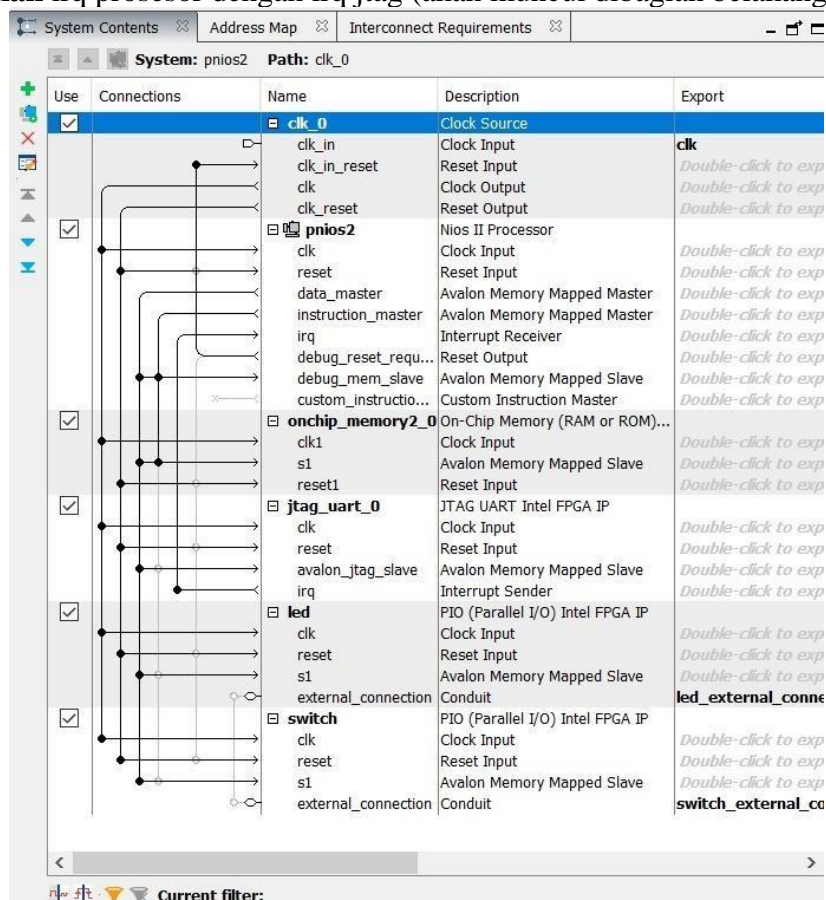 irq prosesor dengan irq jtag (akan muncul dibagian belakang
System Contents Address Map Interconnect Requirements
System: pnios2 Path: clk_0
Use Connections Name Description Export
clk_0 Clock Source
clk_in Clock Input clk
clk_in_reset Reset Input Double-click to exp
clk Clock Output Double-click to exp
clk_reset Reset Output Double-click to exp
pnios2 Nios II Processor
clk Clock Input Double-click to exp
reset Reset Input Double-click to exp
data_master Avalon Memory Mapped Master Double-click to exp
instruction_master Avalon Memory Mapped Master Double-click to exp
irq Interrupt Receiver Double-click to exp
debug_reset_requ... Reset Output Double-click to exp
debug_mem_slave Avalon Memory Mapped Slave Double-click to exp
custom_instructio... Custom Instruction Master Double-click to exp
onchip_memory2_0 On-Chip Memory (RAM or ROM)...
clk1 Clock Input Double-click to exp
s1 Avalon Memory Mapped Slave Double-click to exp
reset1 Reset Input Double-click to exp
jtag_uart_0 JTAG UART Intel FPGA IP
clk Clock Input Double-click to exp
reset Reset Input Double-click to exp
avalon_jtag_slave Avalon Memory Mapped Slave Double-click to exp
irq Interrupt Sender Double-click to exp
led PIO (Parallel I/O) Intel FPGA IP
clk Clock Input Double-click to exp
reset Reset Input Double-click to exp
s1 Avalon Memory Mapped Slave Double-click to exp
external_connection Conduit led_external_conne
switch PIO (Parallel I/O) Intel FPGA IP
clk Clock Input Double-click to exp
reset Reset Input Double-click to exp
s1 Avalon Memory Mapped Slave Double-click to exp
external_connection Conduit switch_external_co
Current filter: